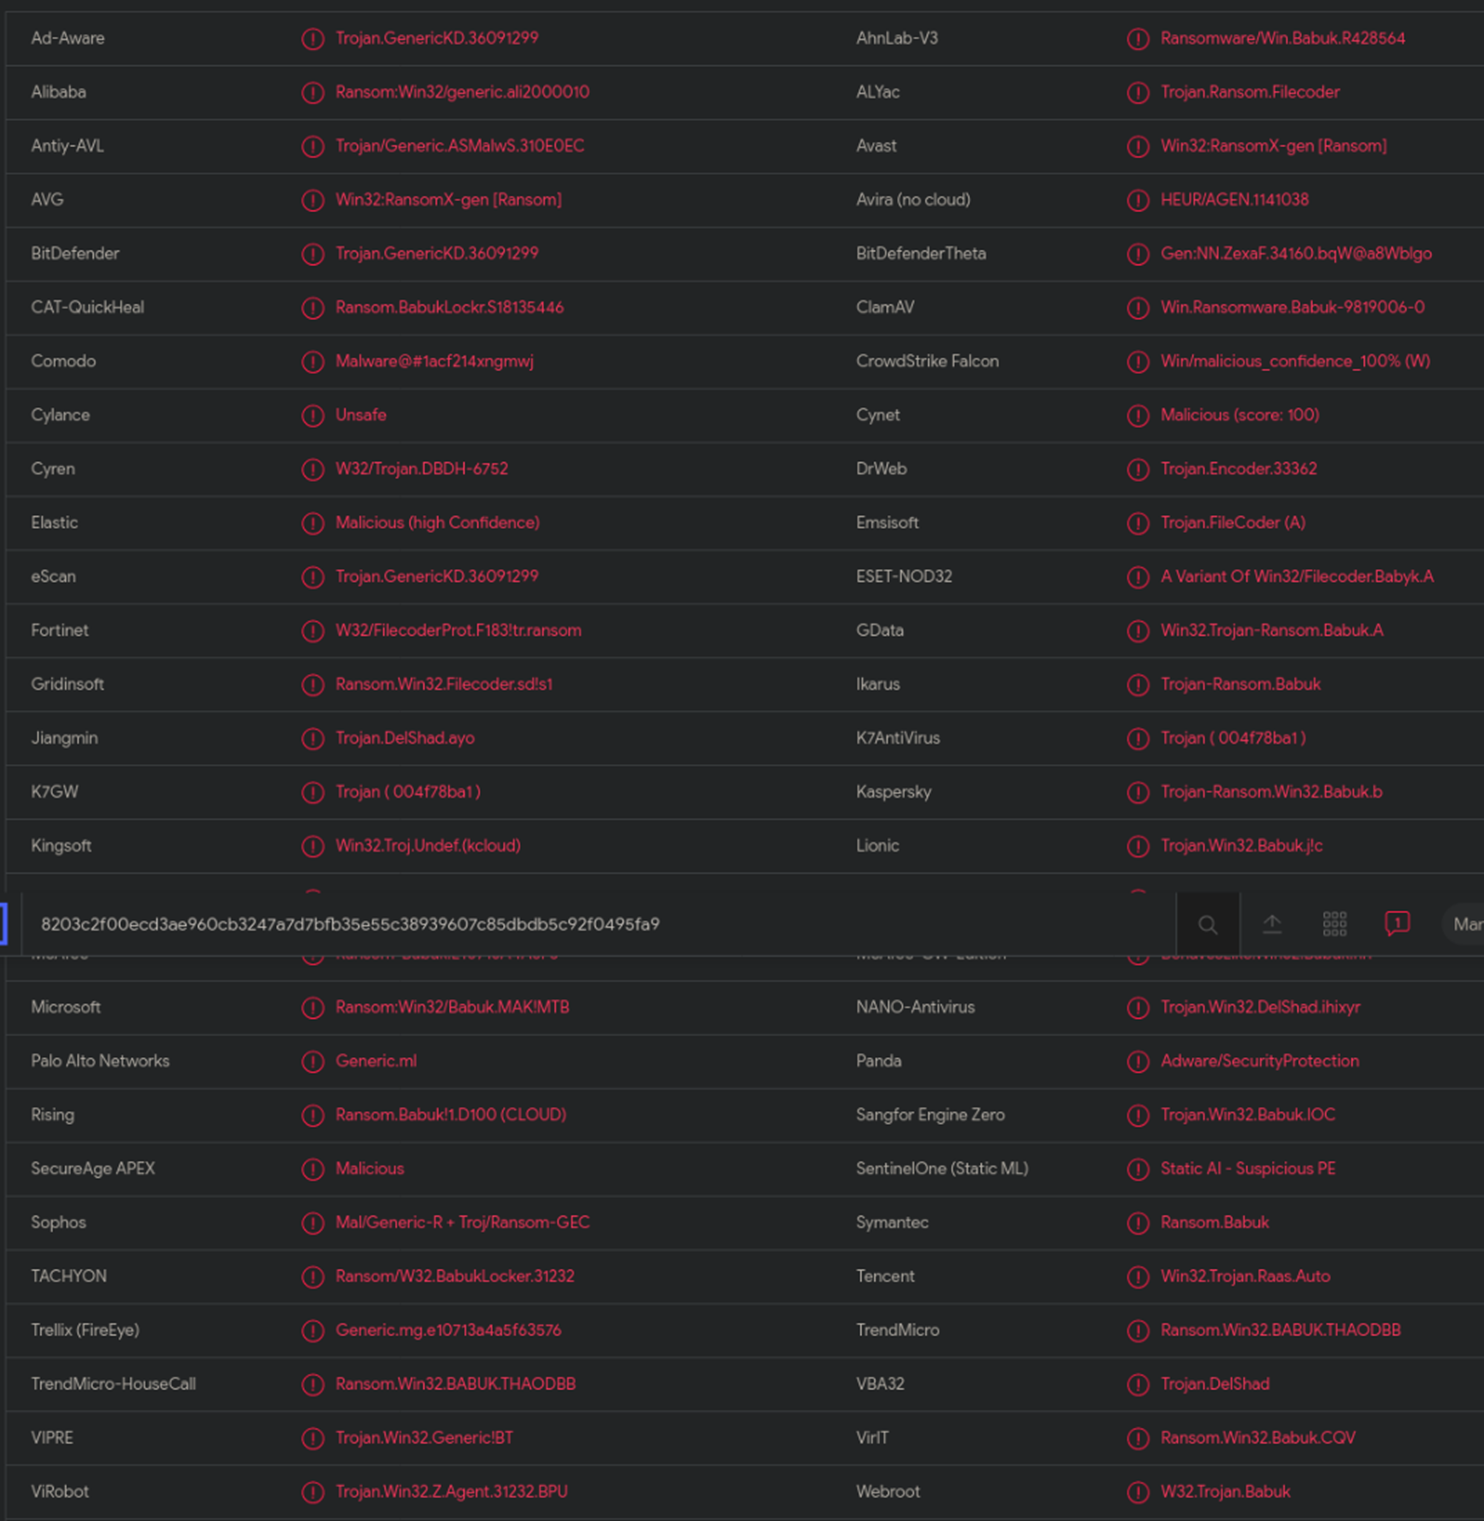 Ad-Aware Trojan.GenericKD.36091299 AhnLab-V3 Ransomware/Win.Babuk.R428564
Alibaba Ransom:Win32/generic.ali2000010 ALYac Trojan.Ransom.Filecoder
Antiy-AVL Trojan/Generic.ASMalwS.310E0EC Avast Win32:RansomX-gen [Ransom]
AVG Win32:RansomX-gen [Ransom] Avira (no cloud) HEUR/AGEN.1141038
BitDefender Trojan.GenericKD.36091299 BitDefenderTheta Gen:NN.ZexaF.34160.bqW@a8Wblgo
CAT-QuickHeal Ransom.BabukLockr.S18135446 ClamAV Win.Ransomware.Babuk-9819006-0
Comodo Malware@#1acf214xngmwj CrowdStrike Falcon Win/malicious_confidence_100% (W)
Cylance Unsafe Cynet Malicious (score: 100)
Cyren W32/Trojan.DBDH-6752 DrWeb Trojan.Encoder.33362
Elastic Malicious (high Confidence) Emsisoft Trojan.FileCoder (A)
eScan Trojan.GenericKD.36091299 ESET-NOD32 A Variant Of Win32/Filecoder.Babyk.A
Fortinet W32/FilecoderProt.F183!tr.ransom GData Win32.Trojan-Ransom.Babuk.A
Gridinsoft Ransom.Win32.Filecoder.sd!s1 Ikarus Trojan-Ransom.Babuk
Jiangmin Trojan.DelShad.ayo K7AntiVirus Trojan ( 004f78ba1 )
K7GW Trojan ( 004f78ba1 ) Kaspersky Trojan-Ransom.Win32.Babuk.b
Kingsoft Win32.Troj.Undef.(kcloud) Lionic Trojan.Win32.Babuk.j!c
8203c2f00ecd3ae960cb3247a7d7bfb35e55c38939607c85dbdb5c92f0495fa9 1 Mar
Microsoft Ransom:Win32/Babuk.MAK!MTB NANO-Antivirus Trojan.Win32.DelShad.ihixyr
Palo Alto Networks Generic.ml Panda Adware/SecurityProtection
Rising Ransom.Babuk!1.D100 (CLOUD) Sangfor Engine Zero Trojan.Win32.Babuk.IOC
SecureAge APEX Malicious SentinelOne (Static ML) Static AI - Suspicious PE
Sophos Mal/Generic-R + Troj/Ransom-GEC Symantec Ransom.Babuk
TACHYON Ransom/W32.BabukLocker.31232 Tencent Win32.Trojan.Raas.Auto
Trellix (FireEye) Generic.mg.e10713a4a5f63576 TrendMicro Ransom.Win32.BABUK.THAODBB
TrendMicro-HouseCall Ransom.Win32.BABUK.THAODBB VBA32 Trojan.DelShad
VIPRE Trojan.Win32.Generic!BT VirIT Ransom.Win32.Babuk.CQV
ViRobot Trojan.Win32.Z.Agent.31232.BPU Webroot W32.Trojan.Babuk